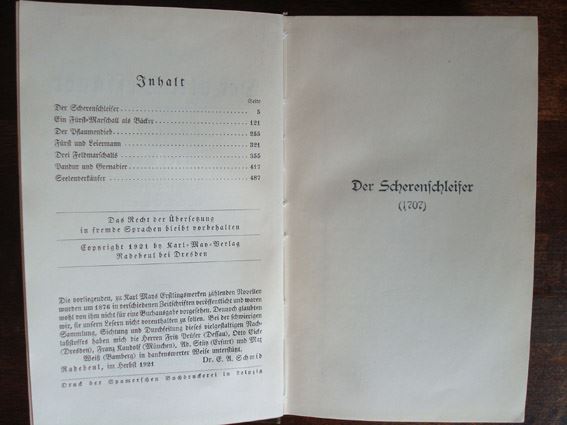 Inhalt
Seite
Der Scherenschleifer 5
Ein Fürst-Marschall als Bäcker 121
Der Pflaumendieb 255
Fürst und Leiermann 321
Drei Feldmarschalls 355
Pandur und Grenadier 417
Seelenverkäufer 487
Das Recht der Übersetzung
in fremde Sprachen bleibt vorbehalten
Copyright 1921 by Karl-May-Verlag
Radebeul bei Dresden
Die vorliegenden, zu Karl Mays Erstlingswerken zählenden Novellen
wurden um 1876 in verschiedenen Zeitschriften veröffentlicht und waren
wohl von ihm nicht für eine Buchausgabe vorgesehen. Dennoch glaubten
wir, sie unsern Lesern nicht vorenthalten zu sollen. Bei der schwierigen
Sammlung, Sichtung und Durchfeilung dieses vielgestaltigen Nach-
laßstoffes haben mich die Herren Fritz Prüfer (Dessau), Otto Eicke
(Dresden), Franz Kandolf (München), Ad. Stütz (Erfurt) und Max
Weiß (Bamberg) in dankenswerter Weise unterstützt.
Radebeul, im Herbst 1921 Dr. E. A. Schmid
Druck der Spamerschen Buchdruckerei in Leipzig
Der Scherenschleifer
(1707)